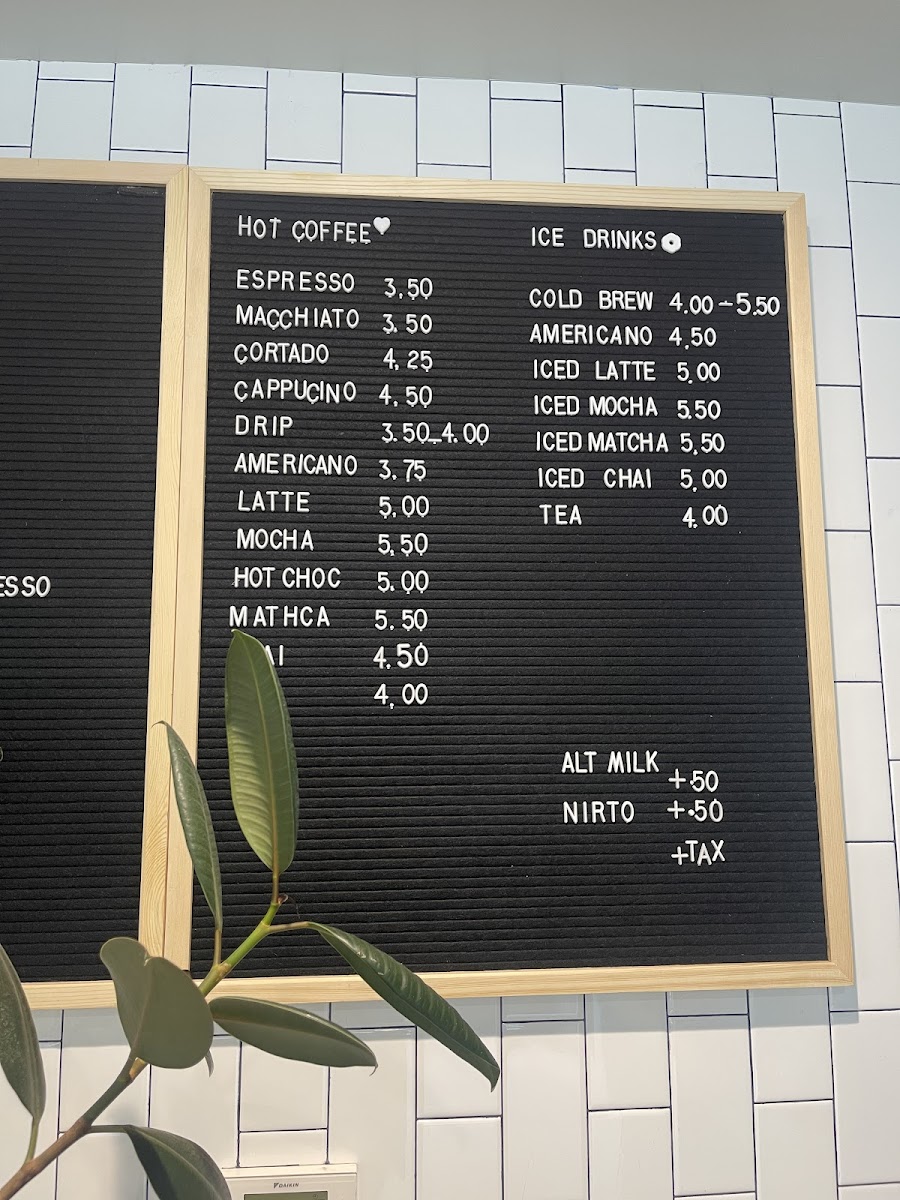 HOT COFFEE
ESPRESSO 3.50
MACCHIATO 3.50
CORTADO 4.25
CAPPUCINO 4.50
DRIP 3.50-4.00
AMERICANO 3.75
LATTE 5.00
MOCHA 5.50
HOT CHOC 5.00
MATHCA 5.50
4.50
4.00
ICE DRINKS
COLD BREW 4.00-5.50
AMERICANO 4.50
ICED LATTE 5.00
ICED MOCHA 5.50
ICED MATCHA 5.50
ICED CHAI 5.00
TEA 4.00
ALT MILK +50
NIRTO +.50
+TAX
DAIKIN